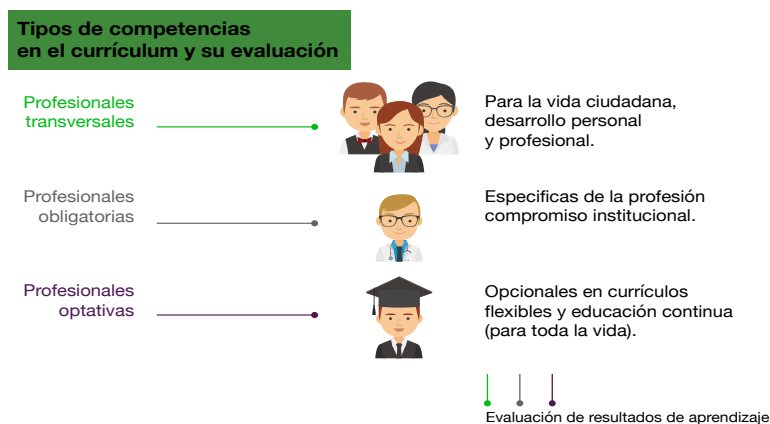 Tipos de competencias
en el currículum y su evaluación
Profesionales
transversales
Para la vida ciudadana,
desarrollo personal
y profesional.
Profesionales
obligatorias
Especificas de la profesión
compromiso institucional.
Profesionales
optativas
Opcionales en currículos
flexibles y educación continua
(para toda la vida).
Evaluación de resultados de aprendizaje